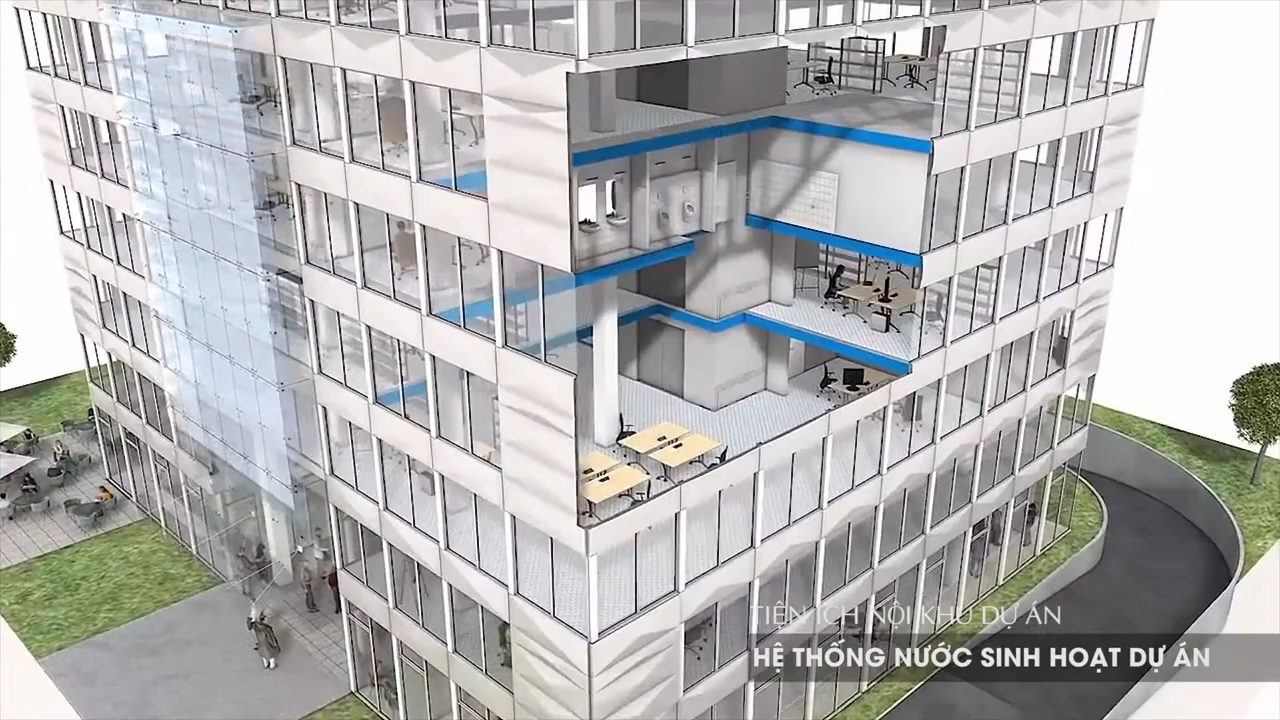 TIỆN ÍCH NỘI KHU DỰ ÁN
HỆ THỐNG NƯỚC SINH HOẠT DỰ ÁN